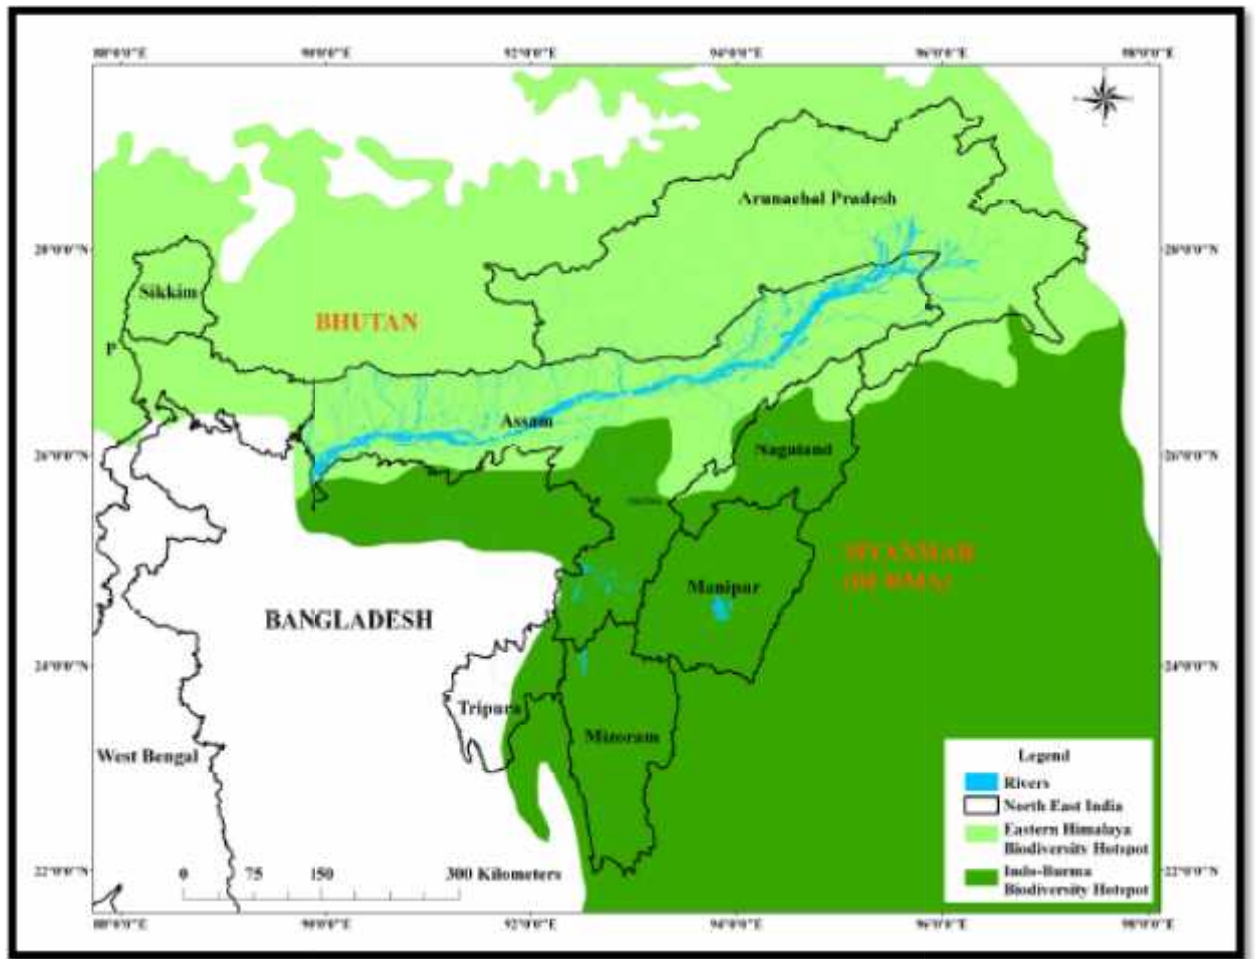 88°0'0"E 90°0'0"E 92°0'0"E 94°0'0"E 96°0'0"E 98°0'0"E
Arunachal Pradesh
28°0'0"N 28°0'0"N
Sikkim
BHUTAN
P
Assam
26°0'0"N 26°0'0"N
Nagaland
MYANMAR
(BURMA)
Manipur
BANGLADESH
24°0'0"N 24°0'0"N
Tripura
Mizoram
West Bengal
Legend
Rivers
North East India
Eastern Himalaya
Biodiversity Hotspot
Indo-Burma
Biodiversity Hotspot
0 75 150 300 Kilometers
22°0'0"N 22°0'0"N
88°0'0"E 90°0'0"E 92°0'0"E 94°0'0"E 96°0'0"E 98°0'0"E